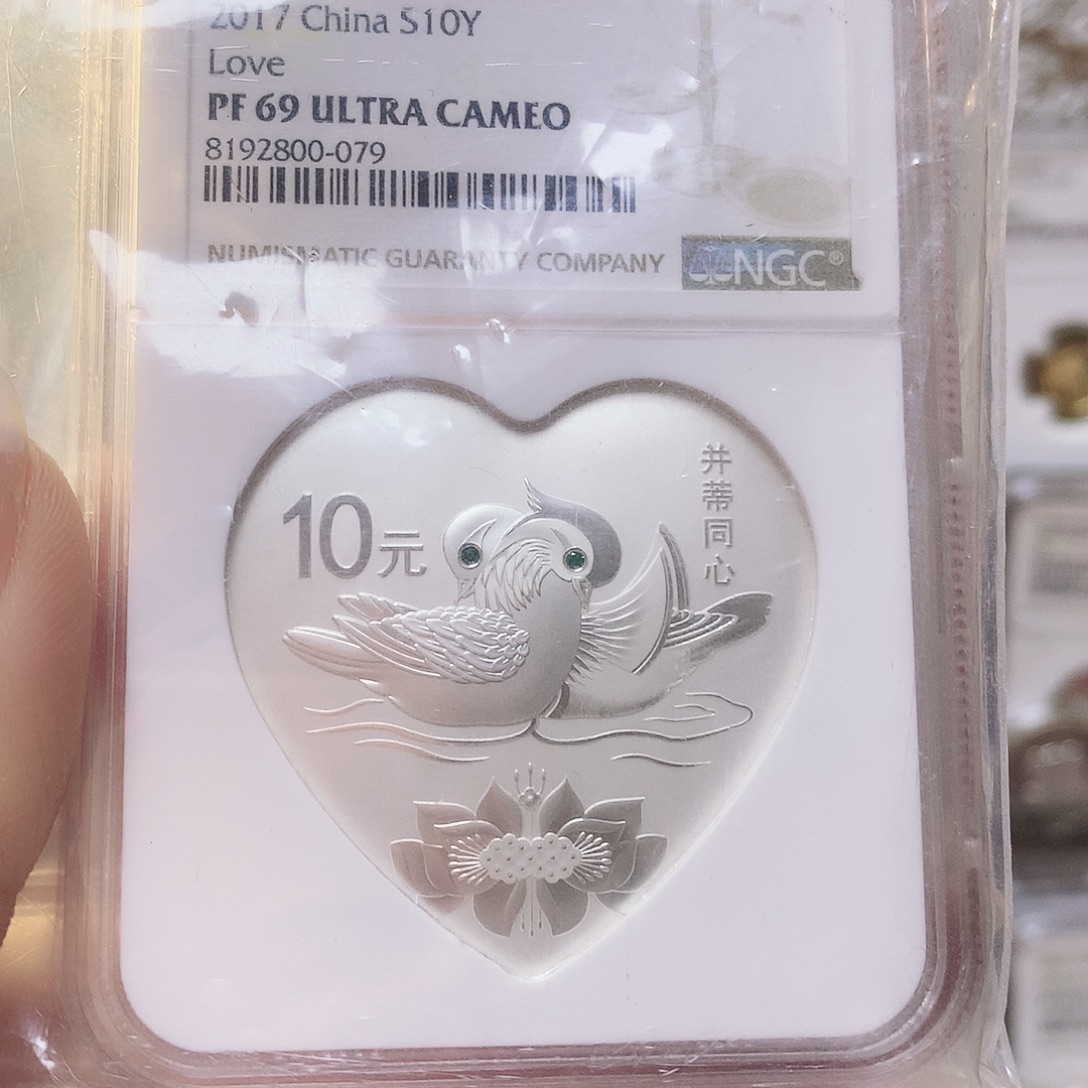 2017 China S10Y
Love
PF 69 ULTRA CAMEO
8192800-079
NUMISMATIC GUARANTY COMPANY
NGC®
10元
并蒂同心